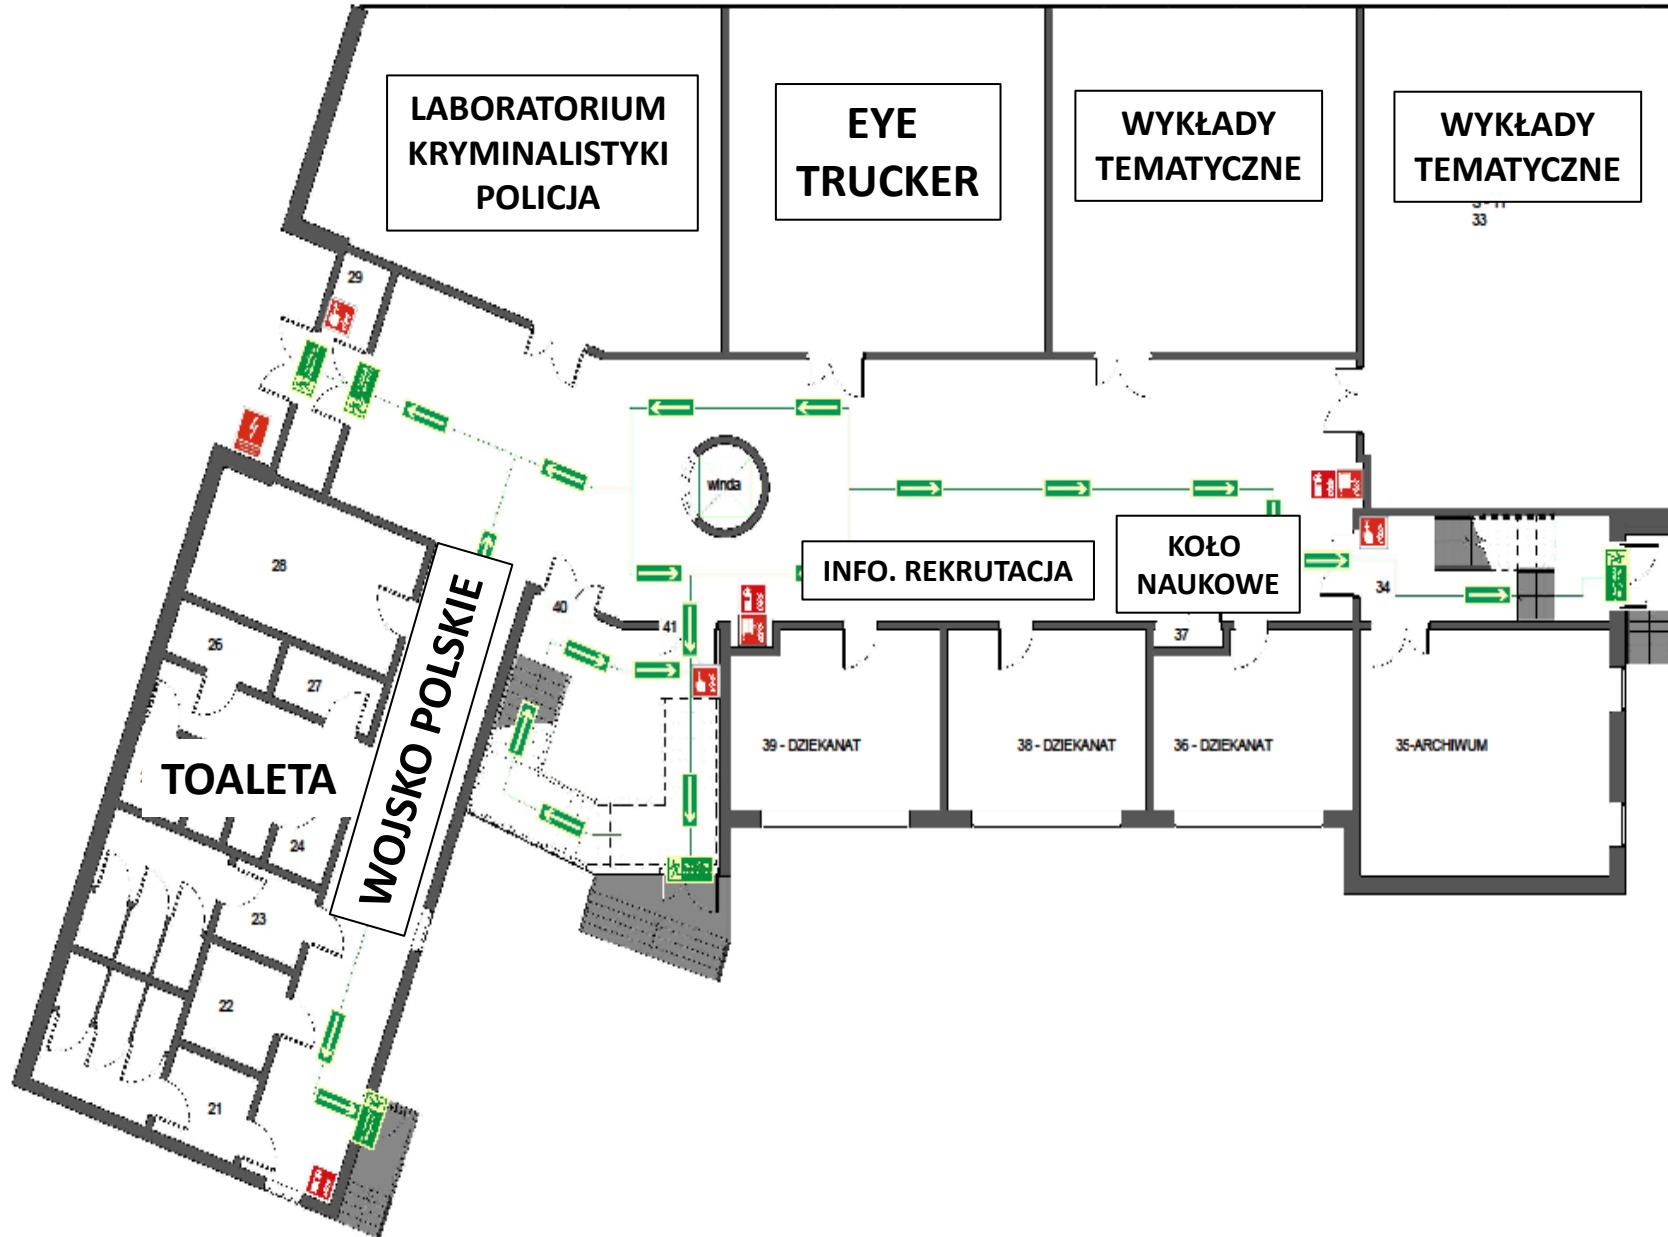 LABORATORIUM
KRYMINALISTYKI
POLICJA
EYE
TRUCKER
WYKŁADY
TEMATYCZNE
WYKŁADY
TEMATYCZNE
33
29
winda
28
INFO. REKRUTACJA
KOŁO
NAUKOWE
34
40
41
37
26
27
WOJSKO POLSKIE
TOALETA
39 - DZIEKANAT
38 - DZIEKANAT
36 - DZIEKANAT
35-ARCHIWUM
24
23
22
21